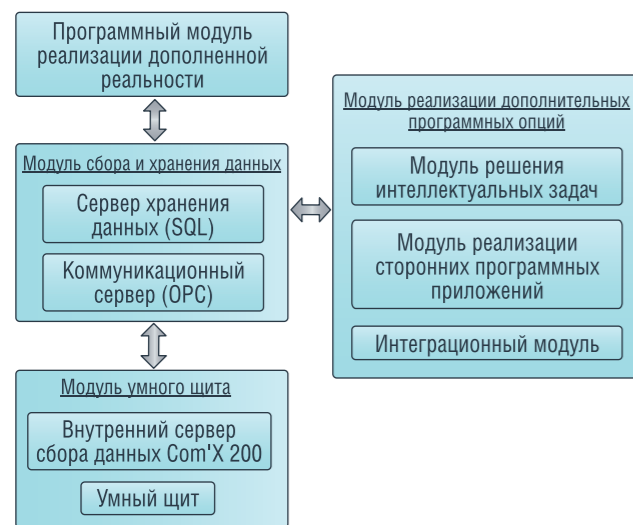 Программный модуль
реализации дополненной
реальности
Модуль сбора и хранения данных
Сервер хранения
данных (SQL)
Коммуникационный
сервер (OPC)
Модуль умного щита
Внутренний сервер
сбора данных Com'X 200
Умный щит
Модуль реализации дополнительных
программных опций
Модуль решения
интеллектуальных задач
Модуль реализации
сторонних программных
приложений
Интеграционный модуль